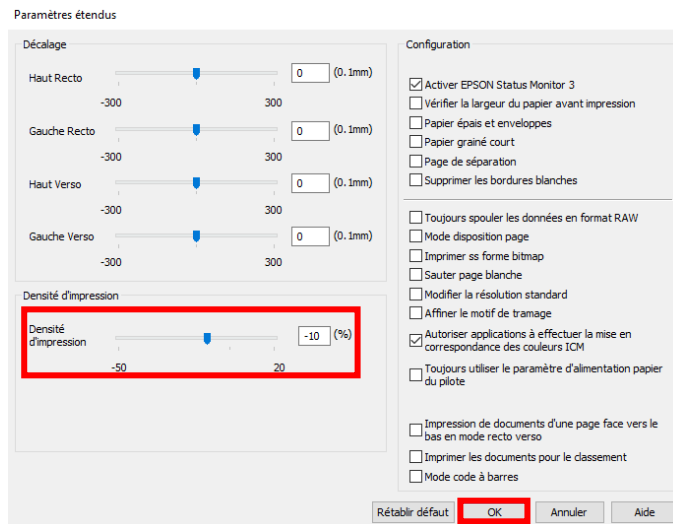 Paramètres étendus
Décalage
Haut Recto
0
(0.1mm)
-300
300
Gauche Recto
0
(0.1mm)
-300
300
Haut Verso
0
(0.1mm)
-300
300
Gauche Verso
0
(0.1mm)
-300
300
Densité d'impression
Densité
d'impression
-10
(%)
-50
20
Configuration
Activer EPSON Status Monitor 3
Vérifier la largeur du papier avant impression
Papier épais et enveloppes
Papier grainé court
Page de séparation
Supprimer les bordures blanches
Toujours spouler les données en format RAW
Mode disposition page
Imprimer ss forme bitmap
Sauter page blanche
Modifier la résolution standard
Affiner le motif de tramage
Autoriser applications à effectuer la mise en
correspondance des couleurs ICM
Toujours utiliser le paramètre d'alimentation papier
du pilote
Impression de documents d'une page face vers le
bas en mode recto verso
Imprimer les documents pour le classement
Mode code à barres
Rétablir défaut
OK
Annuler
Aide